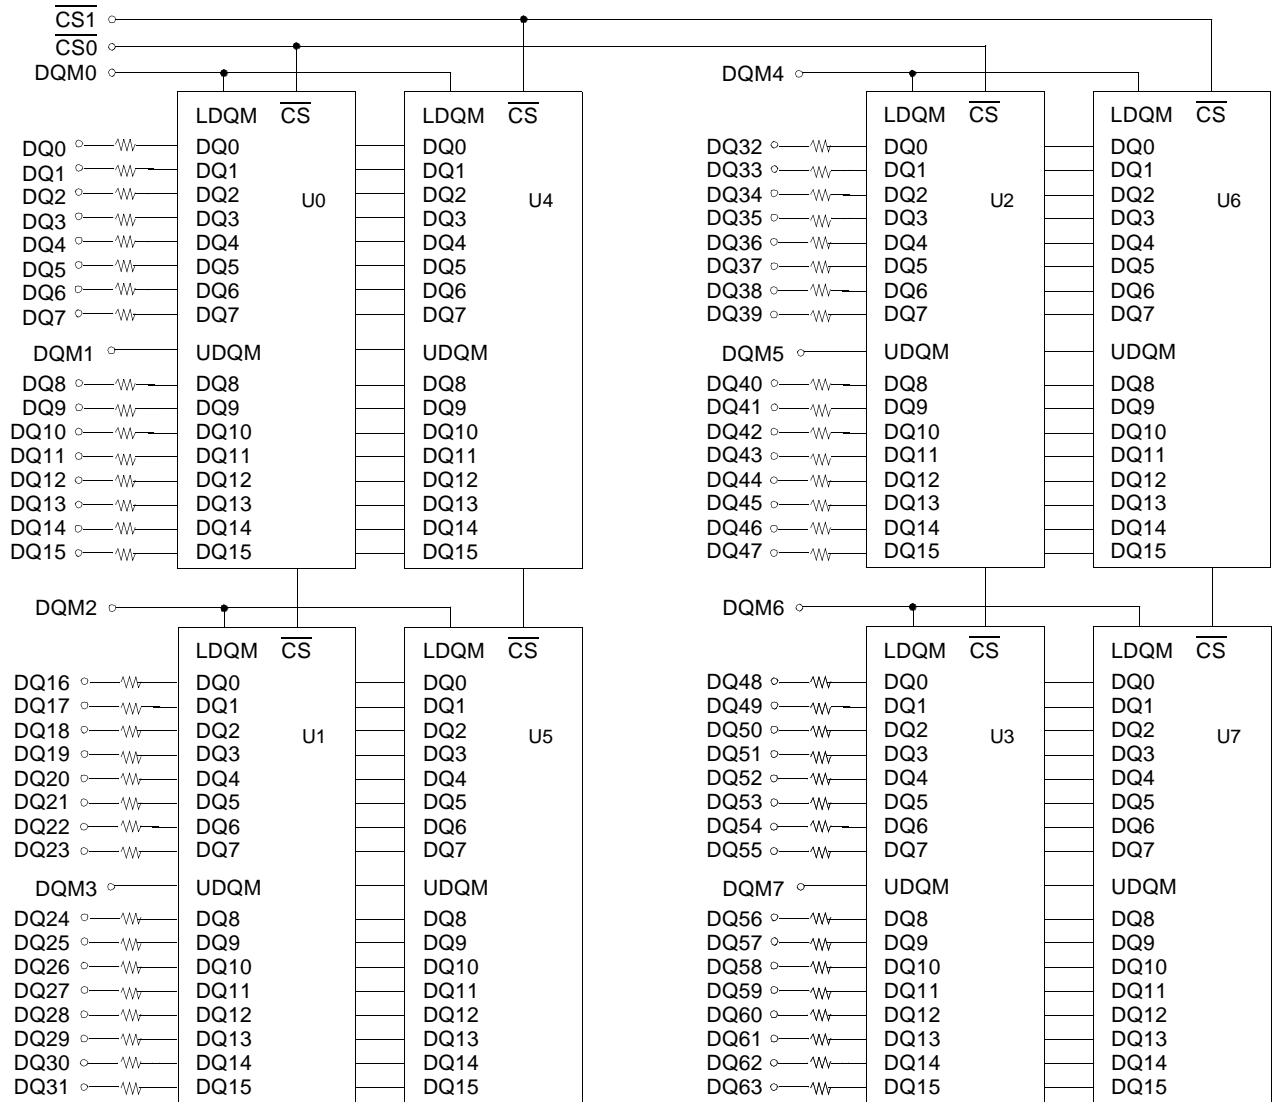 CS1
CS0
DQM0
DQM4
LDQM CS
LDQM CS
LDQM CS
LDQM CS
DQ0 DQ0 DQ0 DQ32 DQ0 DQ0
DQ1 DQ1 DQ1 DQ33 DQ1 DQ1
DQ2 DQ2 U0 DQ2 U4 DQ34 DQ2 U2 DQ2 U6
DQ3 DQ3 DQ3 DQ35 DQ3 DQ3
DQ4 DQ4 DQ4 DQ36 DQ4 DQ4
DQ5 DQ5 DQ5 DQ37 DQ5 DQ5
DQ6 DQ6 DQ6 DQ38 DQ6 DQ6
DQ7 DQ7 DQ7 DQ39 DQ7 DQ7
DQM1 UDQM UDQM DQM5 UDQM UDQM
DQ8 DQ8 DQ8 DQ40 DQ8 DQ8
DQ9 DQ9 DQ9 DQ41 DQ9 DQ9
DQ10 DQ10 DQ10 DQ42 DQ10 DQ10
DQ11 DQ11 DQ11 DQ43 DQ11 DQ11
DQ12 DQ12 DQ12 DQ44 DQ12 DQ12
DQ13 DQ13 DQ13 DQ45 DQ13 DQ13
DQ14 DQ14 DQ14 DQ46 DQ14 DQ14
DQ15 DQ15 DQ15 DQ47 DQ15 DQ15
DQM2 DQM6
LDQM CS
LDQM CS
LDQM CS
LDQM CS
DQ16 DQ0 DQ0 DQ48 DQ0 DQ0
DQ17 DQ1 DQ1 DQ49 DQ1 DQ1
DQ18 DQ2 U1 DQ2 U5 DQ50 DQ2 U3 DQ2 U7
DQ19 DQ3 DQ3 DQ51 DQ3 DQ3
DQ20 DQ4 DQ4 DQ52 DQ4 DQ4
DQ21 DQ5 DQ5 DQ53 DQ5 DQ5
DQ22 DQ6 DQ6 DQ54 DQ6 DQ6
DQ23 DQ7 DQ7 DQ55 DQ7 DQ7
DQM3 UDQM UDQM DQM7 UDQM UDQM
DQ24 DQ8 DQ8 DQ56 DQ8 DQ8
DQ25 DQ9 DQ9 DQ57 DQ9 DQ9
DQ26 DQ10 DQ10 DQ58 DQ10 DQ10
DQ27 DQ11 DQ11 DQ59 DQ11 DQ11
DQ28 DQ12 DQ12 DQ60 DQ12 DQ12
DQ29 DQ13 DQ13 DQ61 DQ13 DQ13
DQ30 DQ14 DQ14 DQ62 DQ14 DQ14
DQ31 DQ15 DQ15 DQ63 DQ15 DQ15